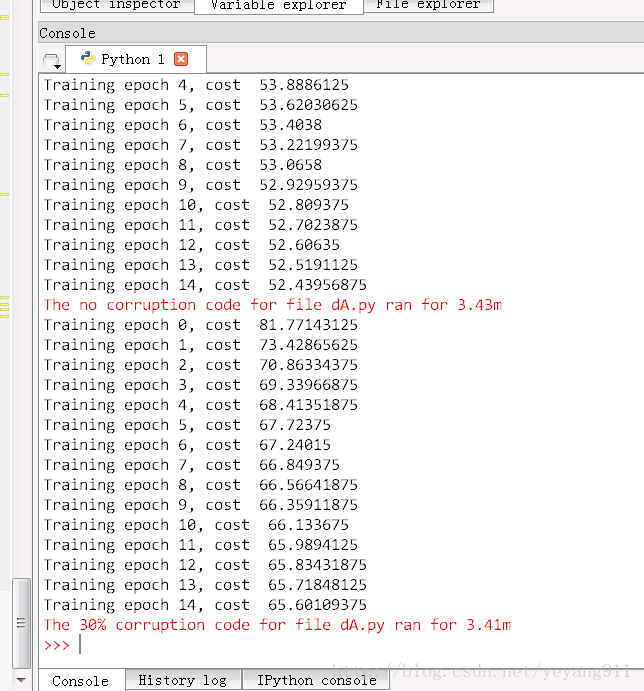 Object inspector Variable explorer File explorer
Console
Python 1
Training epoch 4, cost  53.8886125
Training epoch 5, cost  53.62030625
Training epoch 6, cost  53.4038
Training epoch 7, cost  53.22199375
Training epoch 8, cost  53.0658
Training epoch 9, cost  52.92959375
Training epoch 10, cost  52.809375
Training epoch 11, cost  52.7023875
Training epoch 12, cost  52.60635
Training epoch 13, cost  52.5191125
Training epoch 14, cost  52.43956875
The no corruption code for file dA.py ran for 3.43m
Training epoch 0, cost  81.77143125
Training epoch 1, cost  73.42865625
Training epoch 2, cost  70.86334375
Training epoch 3, cost  69.33966875
Training epoch 4, cost  68.41351875
Training epoch 5, cost  67.72375
Training epoch 6, cost  67.24015
Training epoch 7, cost  66.849375
Training epoch 8, cost  66.56641875
Training epoch 9, cost  66.35911875
Training epoch 10, cost  66.133675
Training epoch 11, cost  65.9894125
Training epoch 12, cost  65.83431875
Training epoch 13, cost  65.71848125
Training epoch 14, cost  65.60109375
The 30% corruption code for file dA.py ran for 3.41m
>>>
http://blog.csdn.net/yeyang911
Console History log IPython console